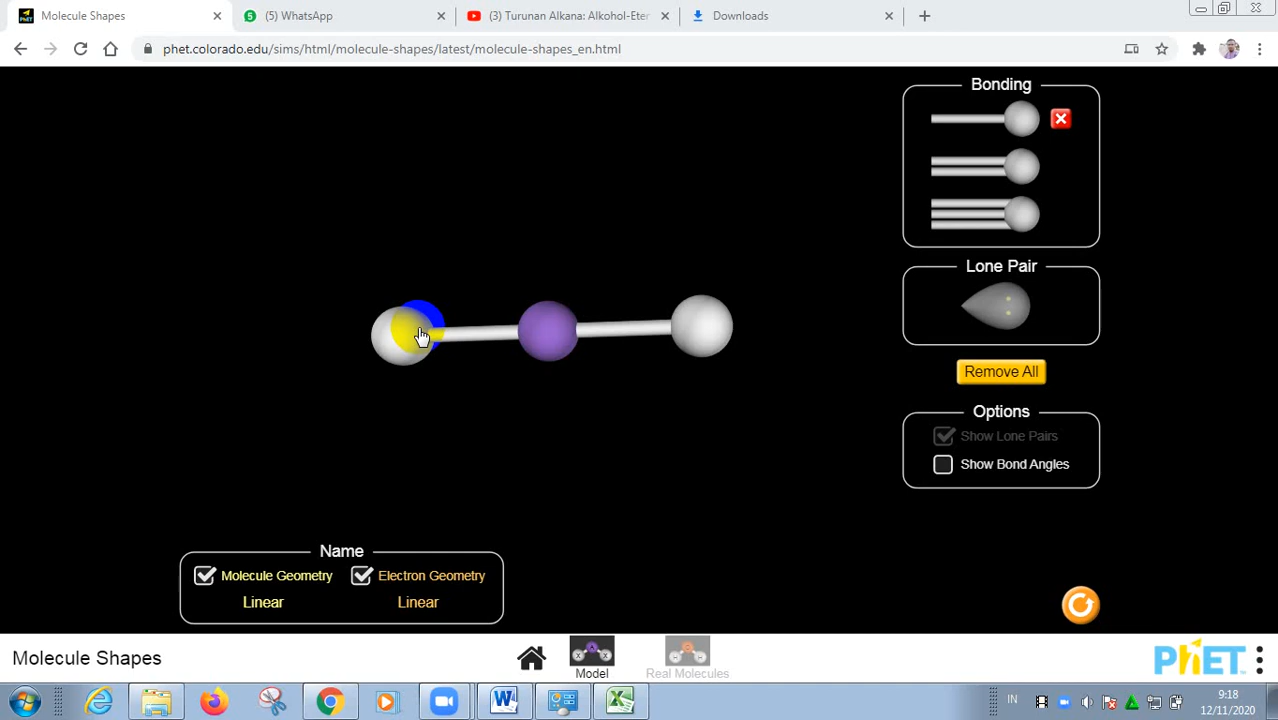 Molecule Shapes
(5) WhatsApp
(3) Turunan Alkana: Alkohol-Eter
Downloads
phet.colorado.edu/sims/html/molecule-shapes/latest/molecule-shapes_en.html
Bonding
Lone Pair
Remove All
Options
Show Lone Pairs
Show Bond Angles
Name
Molecule Geometry
Electron Geometry
Linear
Linear
Molecule Shapes
Model
Real Molecules
PhET
IN
9:18
12/11/2020